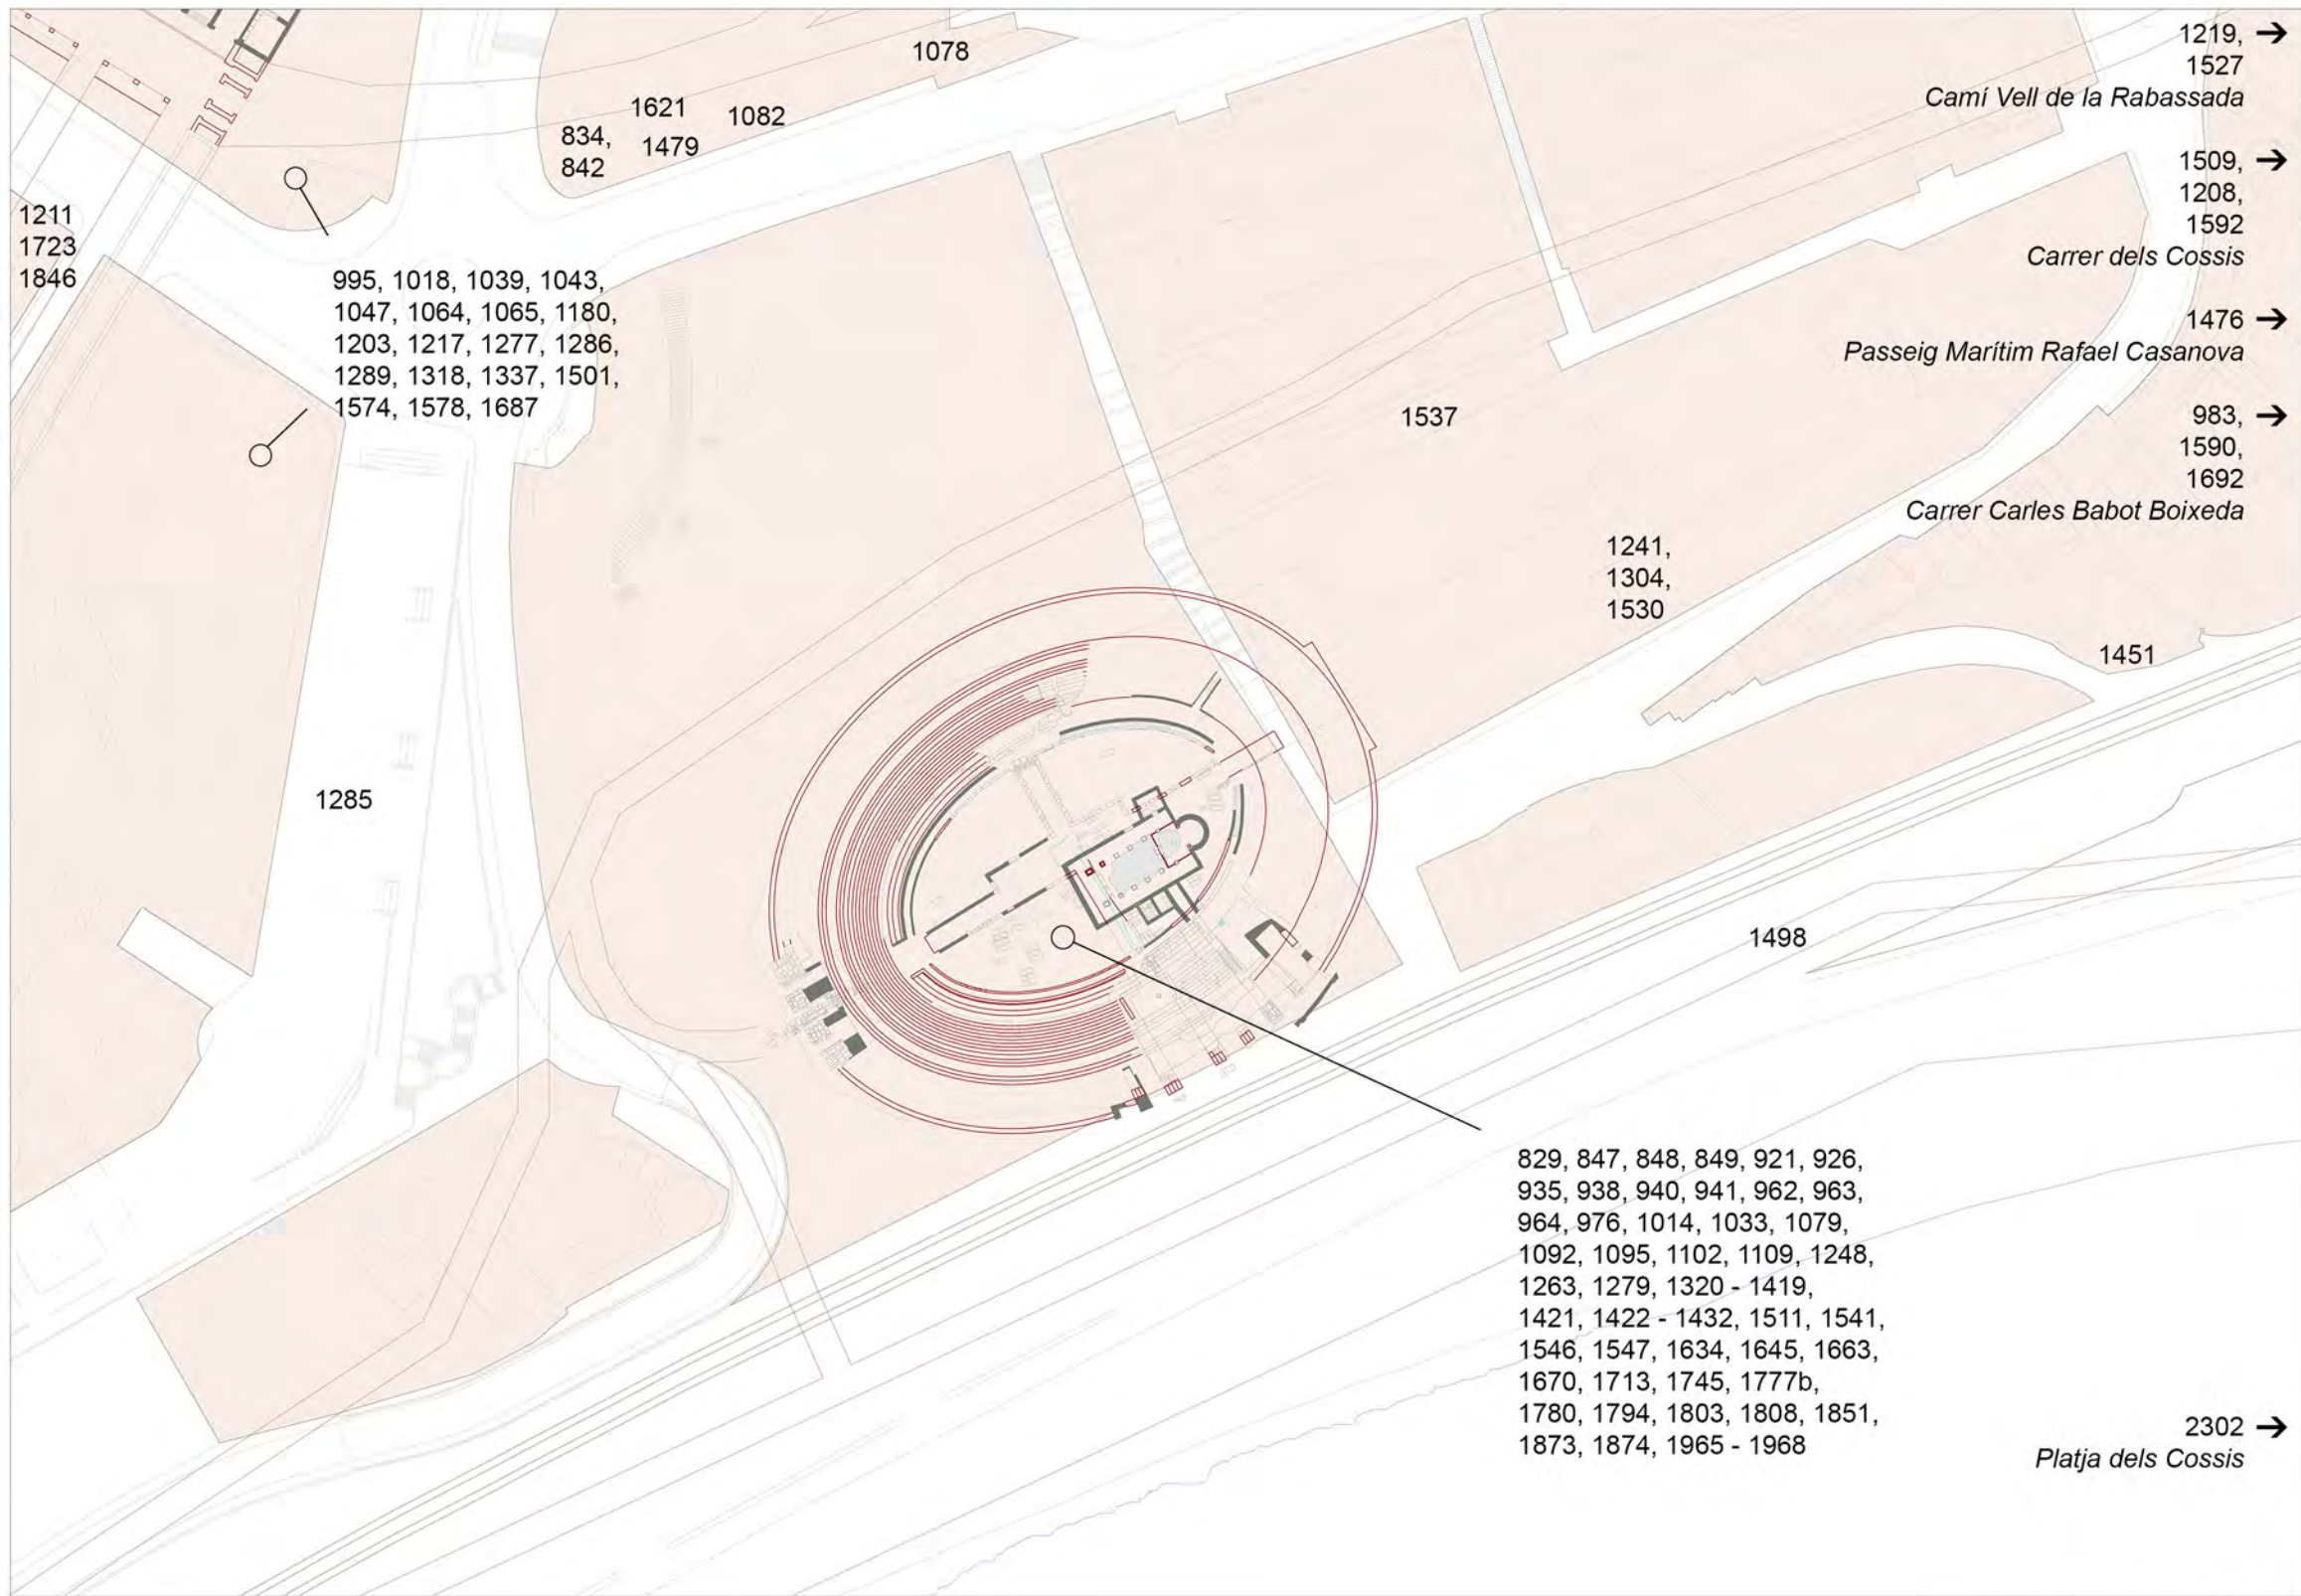 1078
1621
1082
834,
1479
842
1211
1723
1846
995, 1018, 1039, 1043,
1047, 1064, 1065, 1180,
1203, 1217, 1277, 1286,
1289, 1318, 1337, 1501,
1574, 1578, 1687
1219, →
1527
Camí Vell de la Rabassada
1509, →
1208,
1592
Carrer dels Cossis
1476 →
Passeig Marítim Rafael Casanova
983, →
1590,
1692
Carrer Carles Babot Boixeda
1537
1241,
1304,
1530
1451
1285
1498
829, 847, 848, 849, 921, 926,
935, 938, 940, 941, 962, 963,
964, 976, 1014, 1033, 1079,
1092, 1095, 1102, 1109, 1248,
1263, 1279, 1320 - 1419,
1421, 1422 - 1432, 1511, 1541,
1546, 1547, 1634, 1645, 1663,
1670, 1713, 1745, 1777b,
1780, 1794, 1803, 1808, 1851,
1873, 1874, 1965 - 1968
2302 →
Platja dels Cossis